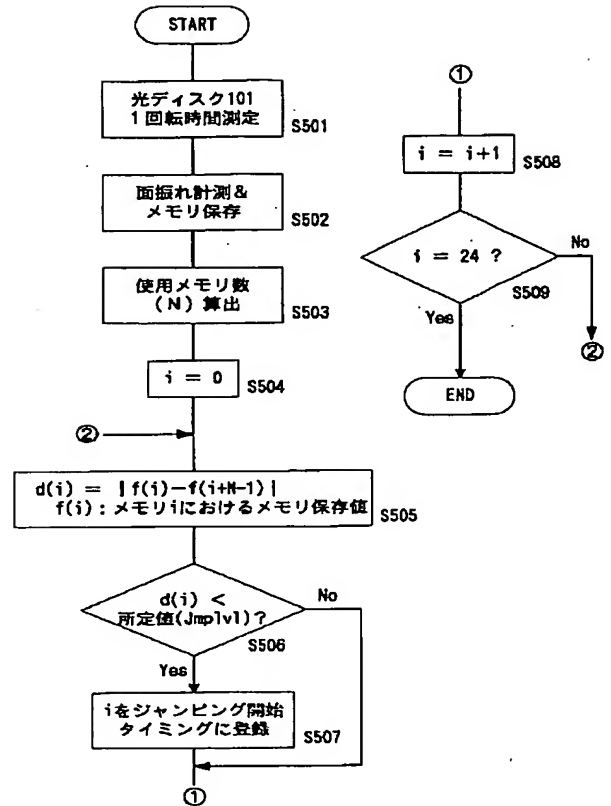 START
光ディスク101
1回転時間測定
S501
面振れ計測&
メモリ保存
S502
使用メモリ数
(N)算出
S503
i = 0
S504
②
d(i) = |f(i)-f(i+N-1)|
f(i):メモリiにおけるメモリ保存値
S505
d(i) <
所定値(Jmplvl)?
S506
No
Yes
iをジャンピング開始
タイミングに登録
S507
①
①
i = i+1
S508
i = 24 ?
S509
No
②
Yes
END